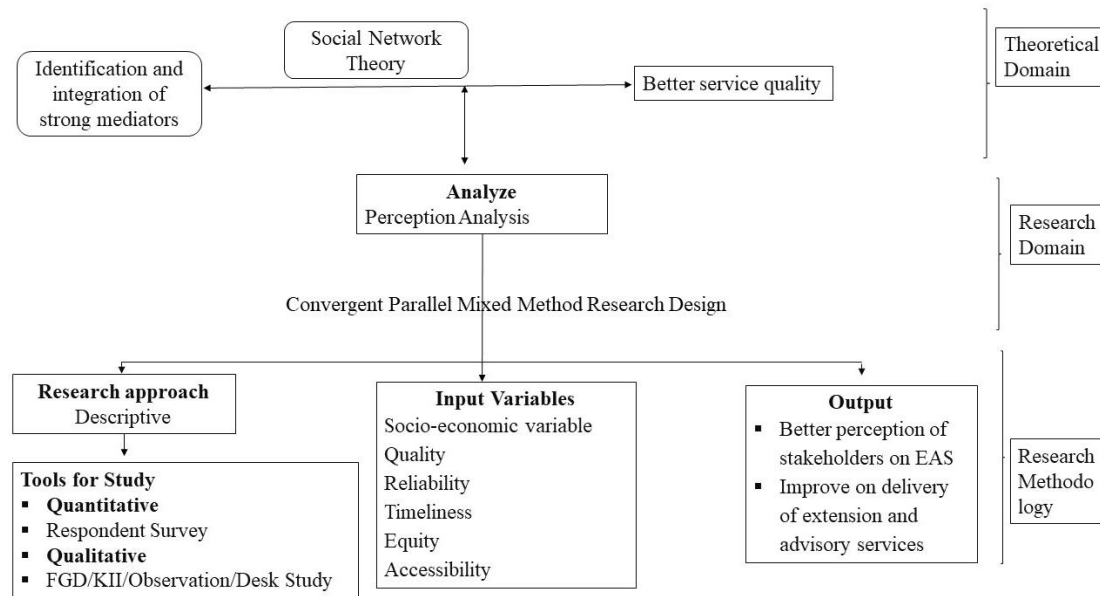 Social Network
Theory
Identification and
integration of
strong mediators
Better service quality
Theoretical
Domain
Analyze
Perception Analysis
Research
Domain
Convergent Parallel Mixed Method Research Design
Research approach
Descriptive
Tools for Study
▪ Quantitative
▪ Respondent Survey
▪ Qualitative
▪ FGD/KII/Observation/Desk Study
Input Variables
Socio-economic variable
Quality
Reliability
Timeliness
Equity
Accessibility
Output
▪ Better perception of
stakeholders on EAS
▪ Improve on delivery
of extension and
advisory services
Research
Methodo
logy